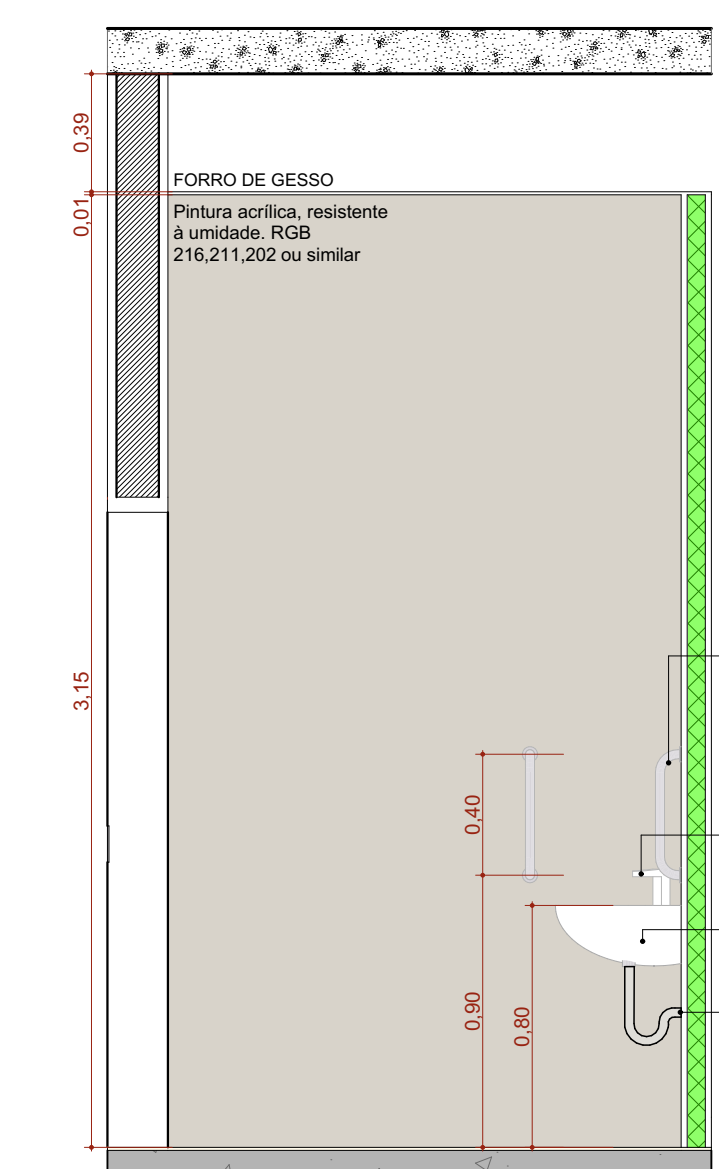 0,39
FORRO DE GESSO
0,01
Pintura acrílica, resistente
à umidade. RGB
216,211,202 ou similar
3,15
0,40
0,90
0,80